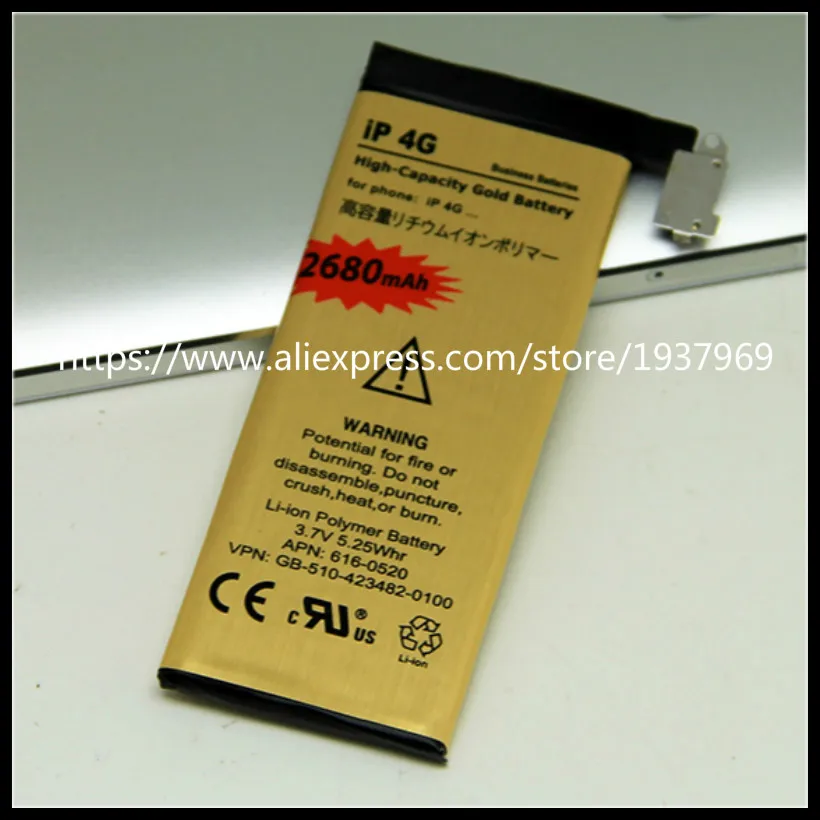 iP 4G
Business Batteries
High-Capacity Gold Battery
for phone: iP 4G ...
高容量リチウムイオンポリマー
2680mAh
https://www.aliexpress.com/store/1937969
WARNING
Potential for fire or
burning. Do not
disassemble,puncture,
crush,heat,or burn.
Li-ion Polymer Battery
3.7V 5.25Whr
APN: 616-0520
VPN: GB-510-423482-0100
CE c RU ® US
Li-ion